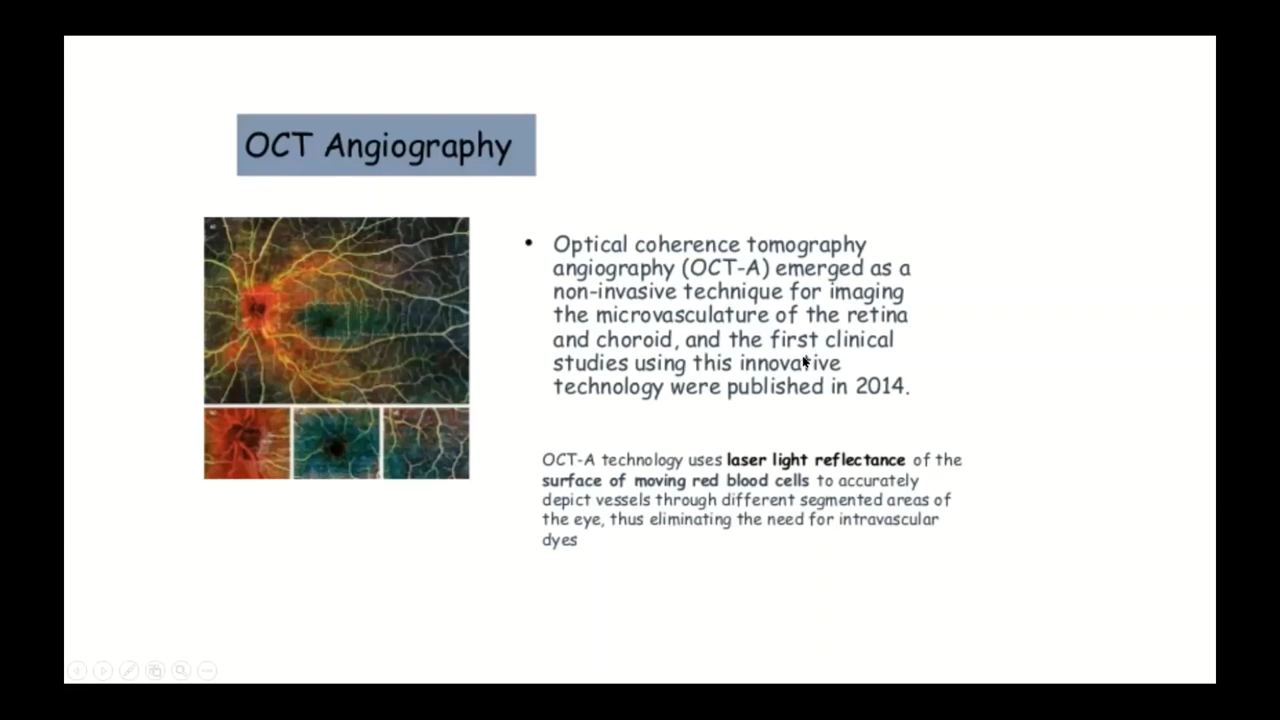 OCT Angiography
• Optical coherence tomography
angiography (OCT-A) emerged as a
non-invasive technique for imaging
the microvasculature of the retina
and choroid, and the first clinical
studies using this innovative
technology were published in 2014.
OCT-A technology uses laser light reflectance of the
surface of moving red blood cells to accurately
depict vessels through different segmented areas of
the eye, thus eliminating the need for intravascular
dyes